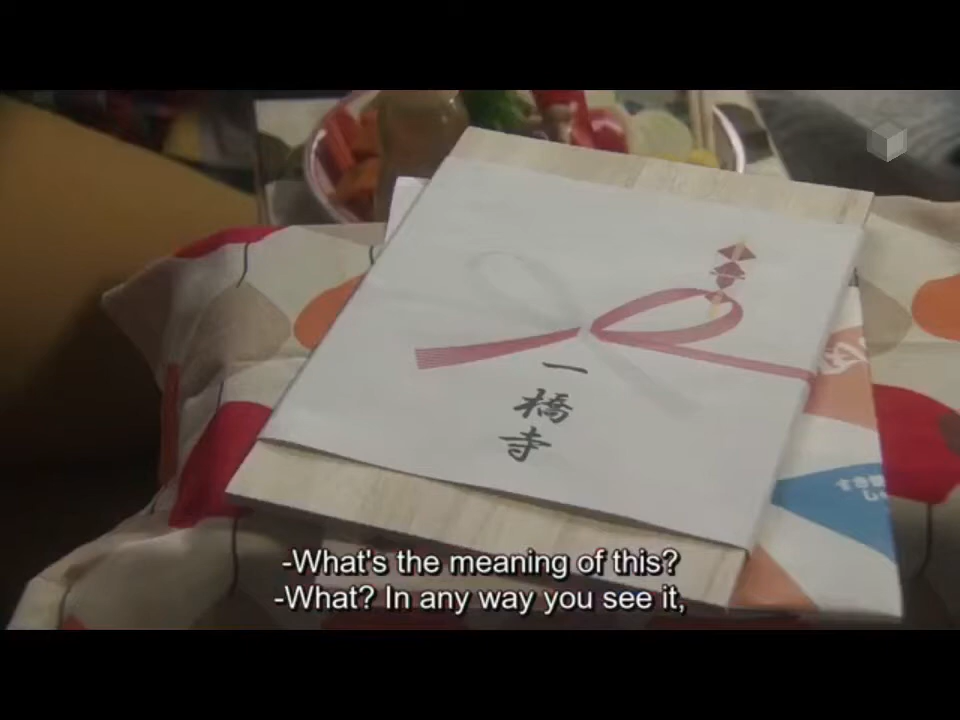 一橋寺
-What's the meaning of this?
-What? In any way you see it,